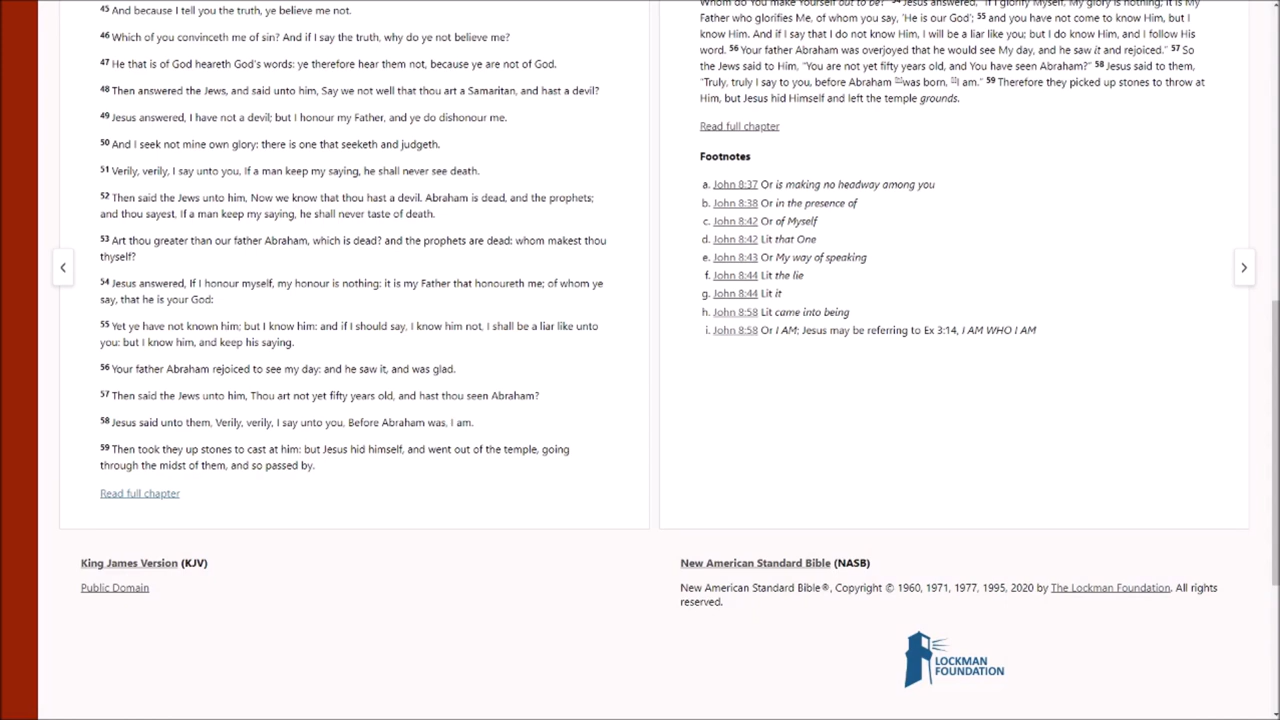 45 And because I tell you the truth, ye believe me not.
46 Which of you convinceth me of sin? And if I say the truth, why do ye not believe me?
47 He that is of God heareth God's words: ye therefore hear them not, because ye are not of God.
48 Then answered the Jews, and said unto him, Say we not well that thou art a Samaritan, and hast a devil?
49 Jesus answered, I have not a devil; but I honour my Father, and ye do dishonour me.
50 And I seek not mine own glory: there is one that seeketh and judgeth.
51 Verily, verily, I say unto you, If a man keep my saying, he shall never see death.
52 Then said the Jews unto him, Now we know that thou hast a devil. Abraham is dead, and the prophets;
and thou sayest, If a man keep my saying, he shall never taste of death.
53 Art thou greater than our father Abraham, which is dead? and the prophets are dead: whom makest thou
thyself?
54 Jesus answered, If I honour myself, my honour is nothing: it is my Father that honoureth me; of whom ye
say, that he is your God:
55 Yet ye have not known him; but I know him: and if I should say, I know him not, I shall be a liar like unto
you: but I know him, and keep his saying.
56 Your father Abraham rejoiced to see my day: and he saw it, and was glad.
57 Then said the Jews unto him, Thou art not yet fifty years old, and hast thou seen Abraham?
58 Jesus said unto them, Verily, verily, I say unto you, Before Abraham was, I am.
59 Then took they up stones to cast at him: but Jesus hid himself, and went out of the temple, going
through the midst of them, and so passed by.
Read full chapter
Whom do You make Yourself out to be?" 54 Jesus answered, "If I glorify Myself, My glory is nothing; it is My
Father who glorifies Me, of whom you say, 'He is our God'; 55 and you have not come to know Him, but I
know Him. And if I say that I do not know Him, I will be a liar like you; but I do know Him, and I follow His
word. 56 Your father Abraham was overjoyed that he would see My day, and he saw it and rejoiced." 57 So
the Jews said to Him, "You are not yet fifty years old, and You have seen Abraham?" 58 Jesus said to them,
"Truly, truly I say to you, before Abraham [h]was born, [i]I am." 59 Therefore they picked up stones to throw at
Him, but Jesus hid Himself and left the temple grounds.
Read full chapter
Footnotes
a. John 8:37 Or is making no headway among you
b. John 8:38 Or in the presence of
c. John 8:42 Or of Myself
d. John 8:42 Lit that One
e. John 8:43 Or My way of speaking
f. John 8:44 Lit the lie
g. John 8:44 Lit it
h. John 8:58 Lit came into being
i. John 8:58 Or I AM; Jesus may be referring to Ex 3:14, I AM WHO I AM
King James Version (KJV)
Public Domain
New American Standard Bible (NASB)
New American Standard Bible®, Copyright © 1960, 1971, 1977, 1995, 2020 by The Lockman Foundation. All rights
reserved.
LOCKMAN
FOUNDATION